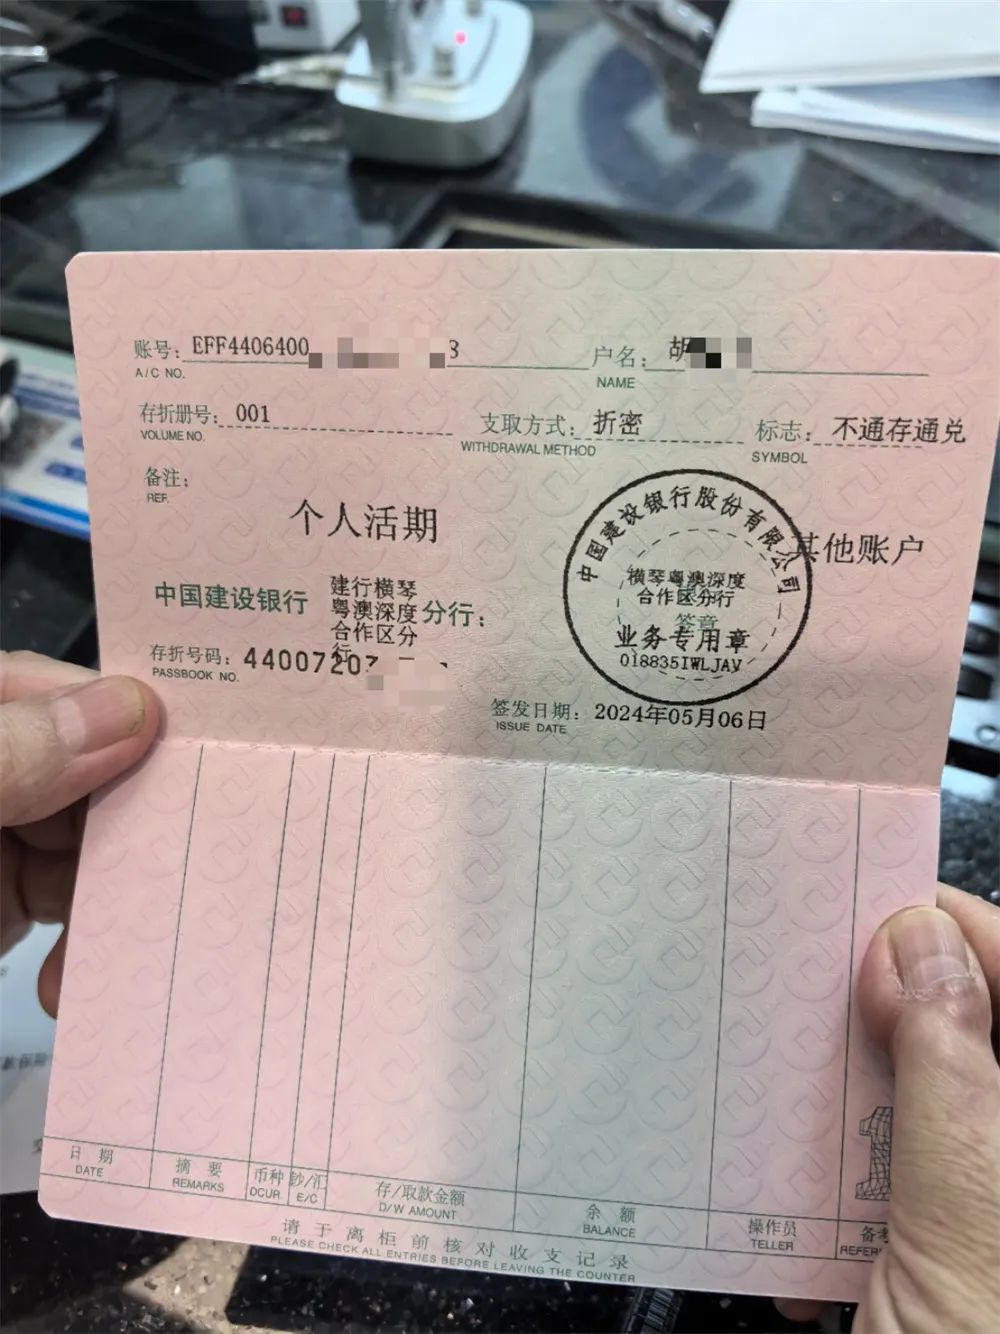 账号: EFF4406400 3 户名: 胡
A/C NO. NAME
存折册号: 001 支取方式: 折密 标志: 不通存通兑
VOLUME NO. WITHDRAWAL METHOD SYMBOL
备注:
REF.
个人活期
其他账户
中国建设银行股份有限公司
横琴粤澳深度
合作区分行
签章
业务专用章
018835IWLJAV
中国建设银行 建行横琴
粤澳深度
合作区分
行 分行:
存折号码: 44007207
PASSBOOK NO.
签发日期: 2024年05月06日
ISSUE DATE
日期 摘要 币种 钞/汇 存/取款金额 余额 操作员 备考
DATE REMARKS DCUR. E/C D/W AMOUNT BALANCE TELLER
请于离柜前核对收支记录
PLEASE CHECK ALL ENTRIES BEFORE LEAVING THE COUNTER
1